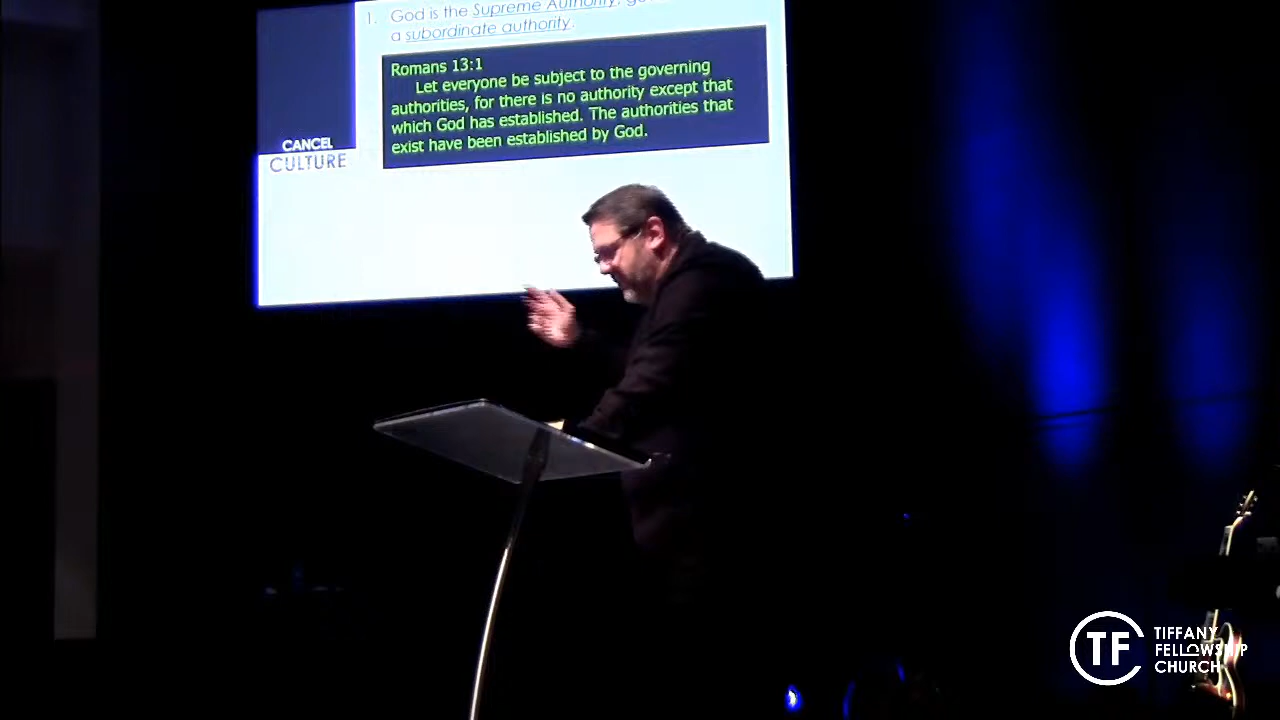 1. God is the Supreme Authority;
a subordinate authority.
Romans 13:1
Let everyone be subject to the governing
authorities, for there is no authority except that
which God has established. The authorities that
exist have been established by God.
CANCEL
CULTURE
TF
TIFFANY
FELLOWSHIP
CHURCH